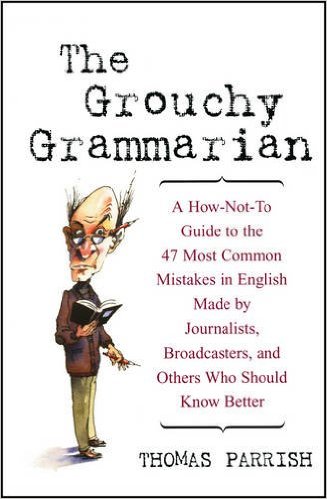 The
Grouchy
Grammarian
A How-Not-To
Guide to the
47 Most Common
Mistakes in English
Made by
Journalists,
Broadcasters, and
Others Who Should
Know Better
THOMAS PARRISH